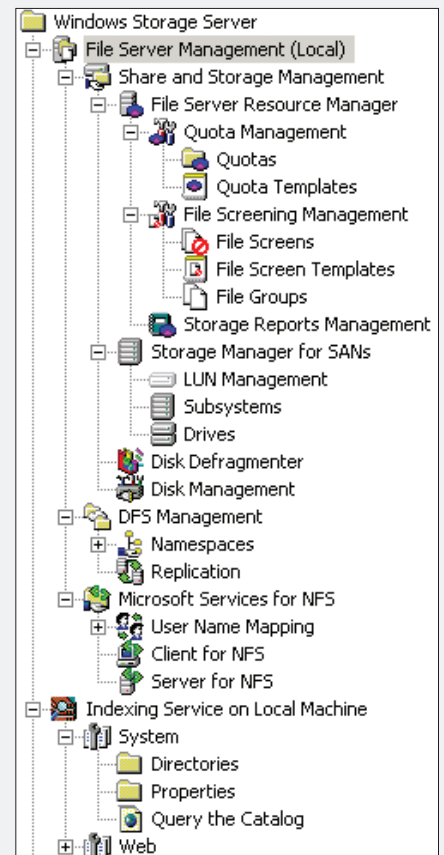 Windows Storage Server
File Server Management (Local)
Share and Storage Management
File Server Resource Manager
Quota Management
Quotas
Quota Templates
File Screening Management
File Screens
File Screen Templates
File Groups
Storage Reports Management
Storage Manager for SANs
LUN Management
Subsystems
Drives
Disk Defragmenter
Disk Management
DFS Management
Namespaces
Replication
Microsoft Services for NFS
User Name Mapping
Client for NFS
Server for NFS
Indexing Service on Local Machine
System
Directories
Properties
Query the Catalog
Web